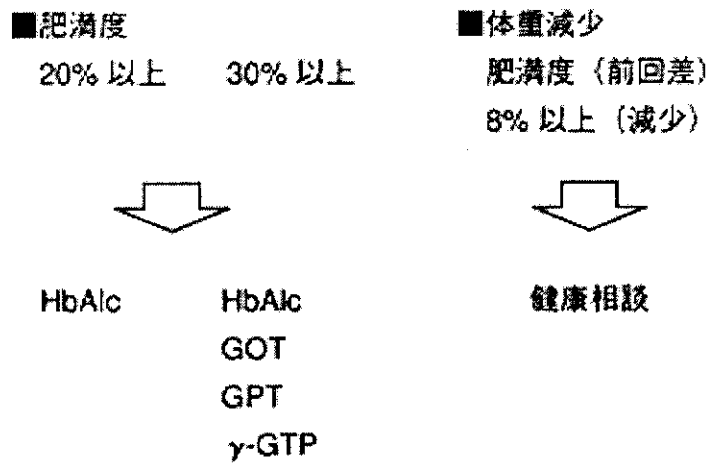 ■肥満度
20% 以上 30% 以上
HbAlc HbAlc
GOT
GPT
γ-GTP
■体重減少
肥満度（前回差）
8% 以上（減少）
健康相談